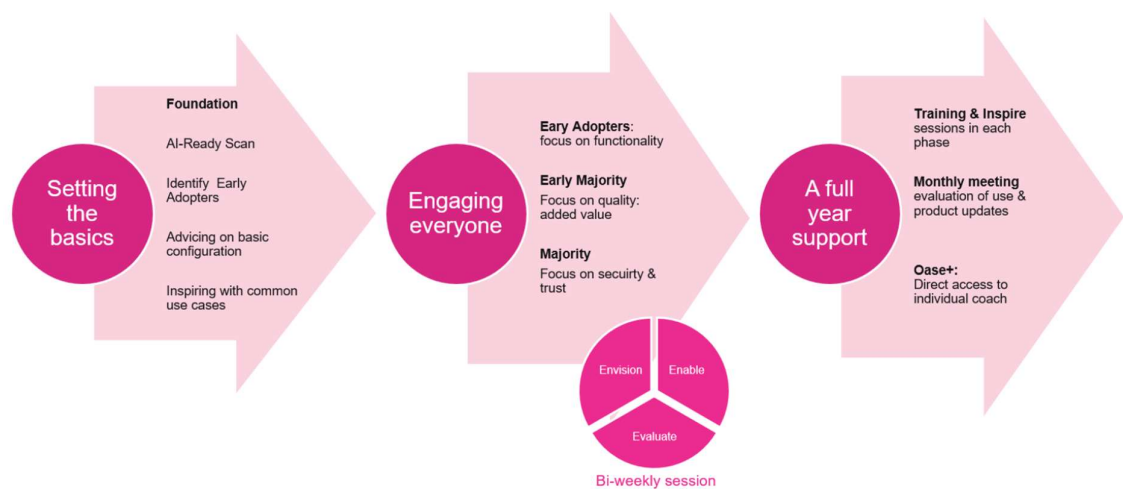 Setting
the
basics
Foundation
AI-Ready Scan
Identify Early
Adopters
Advicing on basic
configuration
Inspiring with common
use cases
Engaging
everyone
Eary Adopters:
focus on functionality
Early Majority
Focus on quality:
added value
Majority
Focus on secuirty &
trust
Envision
Enable
Evaluate
Bi-weekly session
A full
year
support
Training & Inspire
sessions in each
phase
Monthly meeting
evaluation of use &
product updates
Oase+:
Direct access to
individual coach